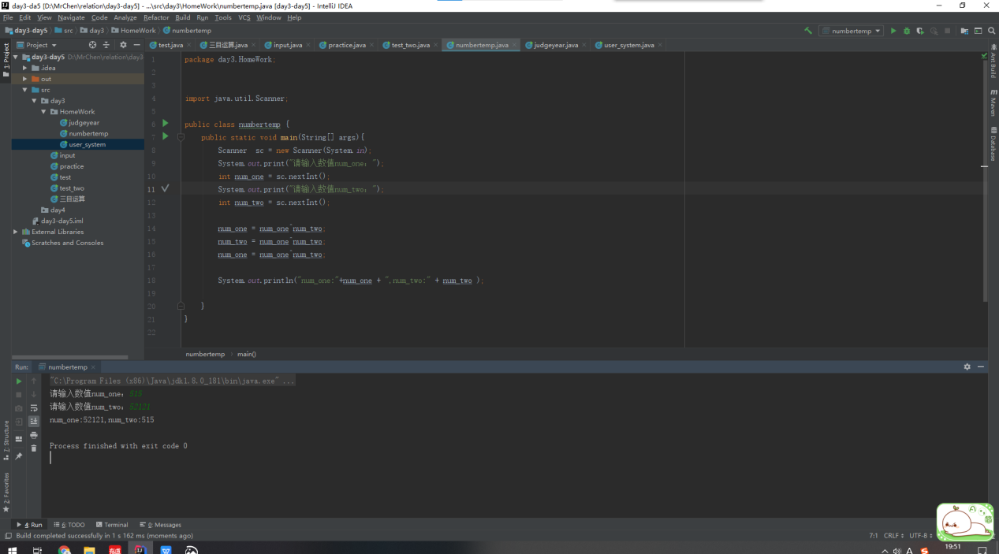 day3-da5 [D:\MrChen\relation\day3-day5] - ...\src\day3\HomeWork\numbertemp.java [day3-day5] - IntelliJ IDEA
File Edit View Navigate Code Analyze Refactor Build Run Tools VCS Window Help
day3-day5 src day3 HomeWork numbertemp
numbertemp
Project
test.java 三目运算.java input.java practice.java test_two.java numbertemp.java judgeyear.java user_system.java
1: Project
day3-day5 D:\MrChen\relation\day3
.idea
out
src
day3
HomeWork
judgeyear
numbertemp
user_system
input
practice
test
test_two
三目运算
day4
day3-day5.iml
External Libraries
Scratches and Consoles
1 package day3.HomeWork;
2
3
4 import java.util.Scanner;
5
6 public class numbertemp {
7 public static void main(String[] args){
8 Scanner sc = new Scanner(System.in);
9 System.out.print("请输入数值num_one：");
10 int num_one = sc.nextInt();
11 System.out.print("请输入数值num_two：");
12 int num_two = sc.nextInt();
13
14 num_one = num_one^num_two;
15 num_two = num_one^num_two;
16 num_one = num_one^num_two;
17
18 System.out.println("num_one:"+num_one + ",num_two:" + num_two );
19
20 }
21 }
22
numbertemp main()
Ant Build
Maven
Database
Run: numbertemp
"C:\Program Files (x86)\Java\jdk1.8.0_181\bin\java.exe" ...
请输入数值num_one：515
请输入数值num_two：52121
num_one:52121,num_two:515
Process finished with exit code 0
Z: Structure
2: Favorites
4: Run 6: TODO Terminal 0: Messages
Build completed successfully in 1 s 162 ms (moments ago)
7:1 CRLF UTF-8
有道
19:51